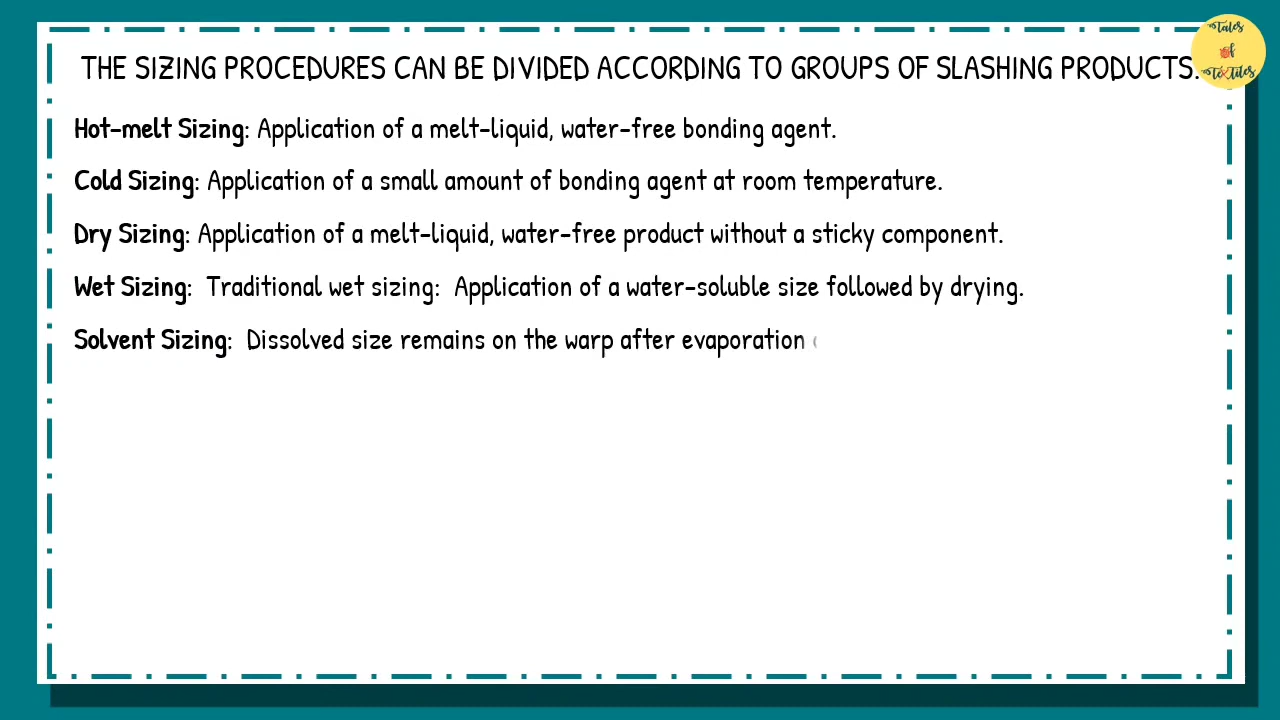 THE SIZING PROCEDURES CAN BE DIVIDED ACCORDING TO GROUPS OF SLASHING PRODUCTS.
Tales
of
Textiles
Hot-melt Sizing: Application of a melt-liquid, water-free bonding agent.
Cold Sizing: Application of a small amount of bonding agent at room temperature.
Dry Sizing: Application of a melt-liquid, water-free product without a sticky component.
Wet Sizing: Traditional wet sizing: Application of a water-soluble size followed by drying.
Solvent Sizing: Dissolved size remains on the warp after evaporation